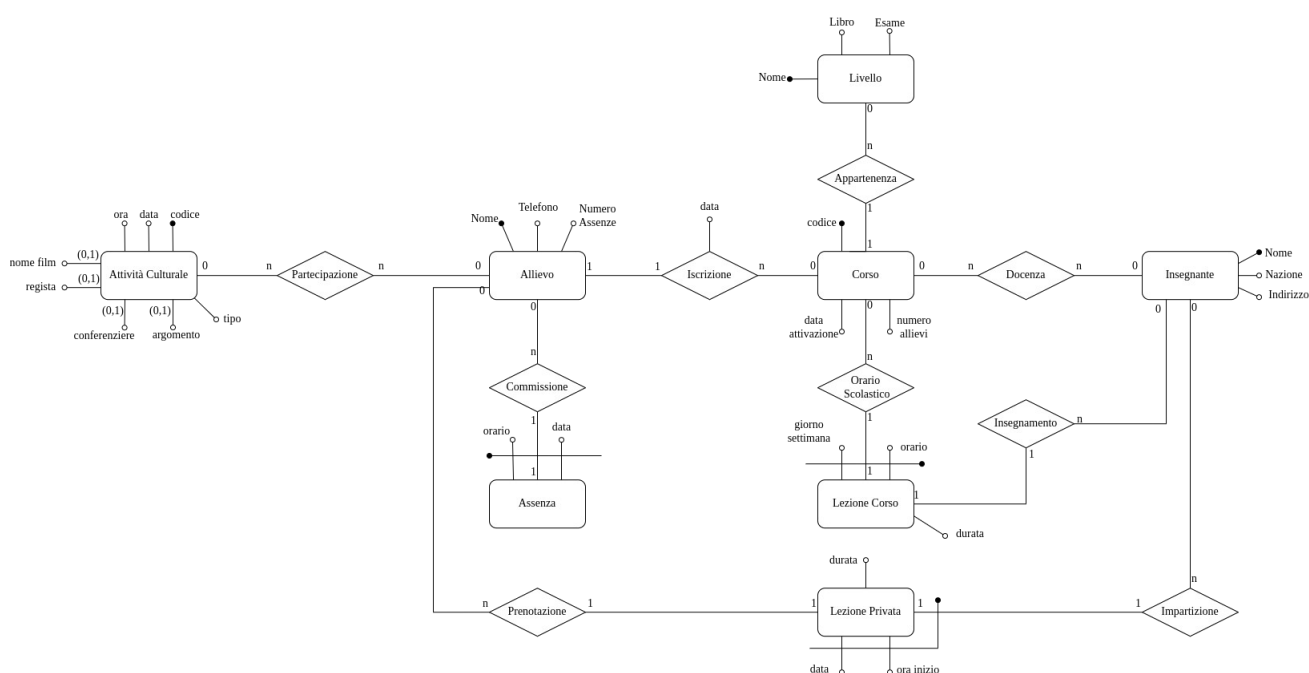 Libro
Esame
Nome
Livello
0
n
Appartenenza
1
1
ora
data
codice
nome film
(0,1)
regista
(0,1)
Attività Culturale
(0,1)
(0,1)
conferenziere
argomento
tipo
0
n
Partecipazione
n
0
0
Nome
Telefono
Numero
Assenze
Allievo
1
1
data
Iscrizione
n
0
codice
Corso
data
attivazione
numero
allievi
0
n
Docenza
n
0
Insegnante
Nome
Nazione
Indirizzo
0
0
0
n
Commissione
1
orario
data
1
Assenza
0
n
Orario
Scolastico
1
giorno
settimana
orario
1
Lezione Corso
1
durata
Insegnamento
n
1
durata
n
Prenotazione
1
1
Lezione Privata
1
1
n
Impartizione
data
ora inizio